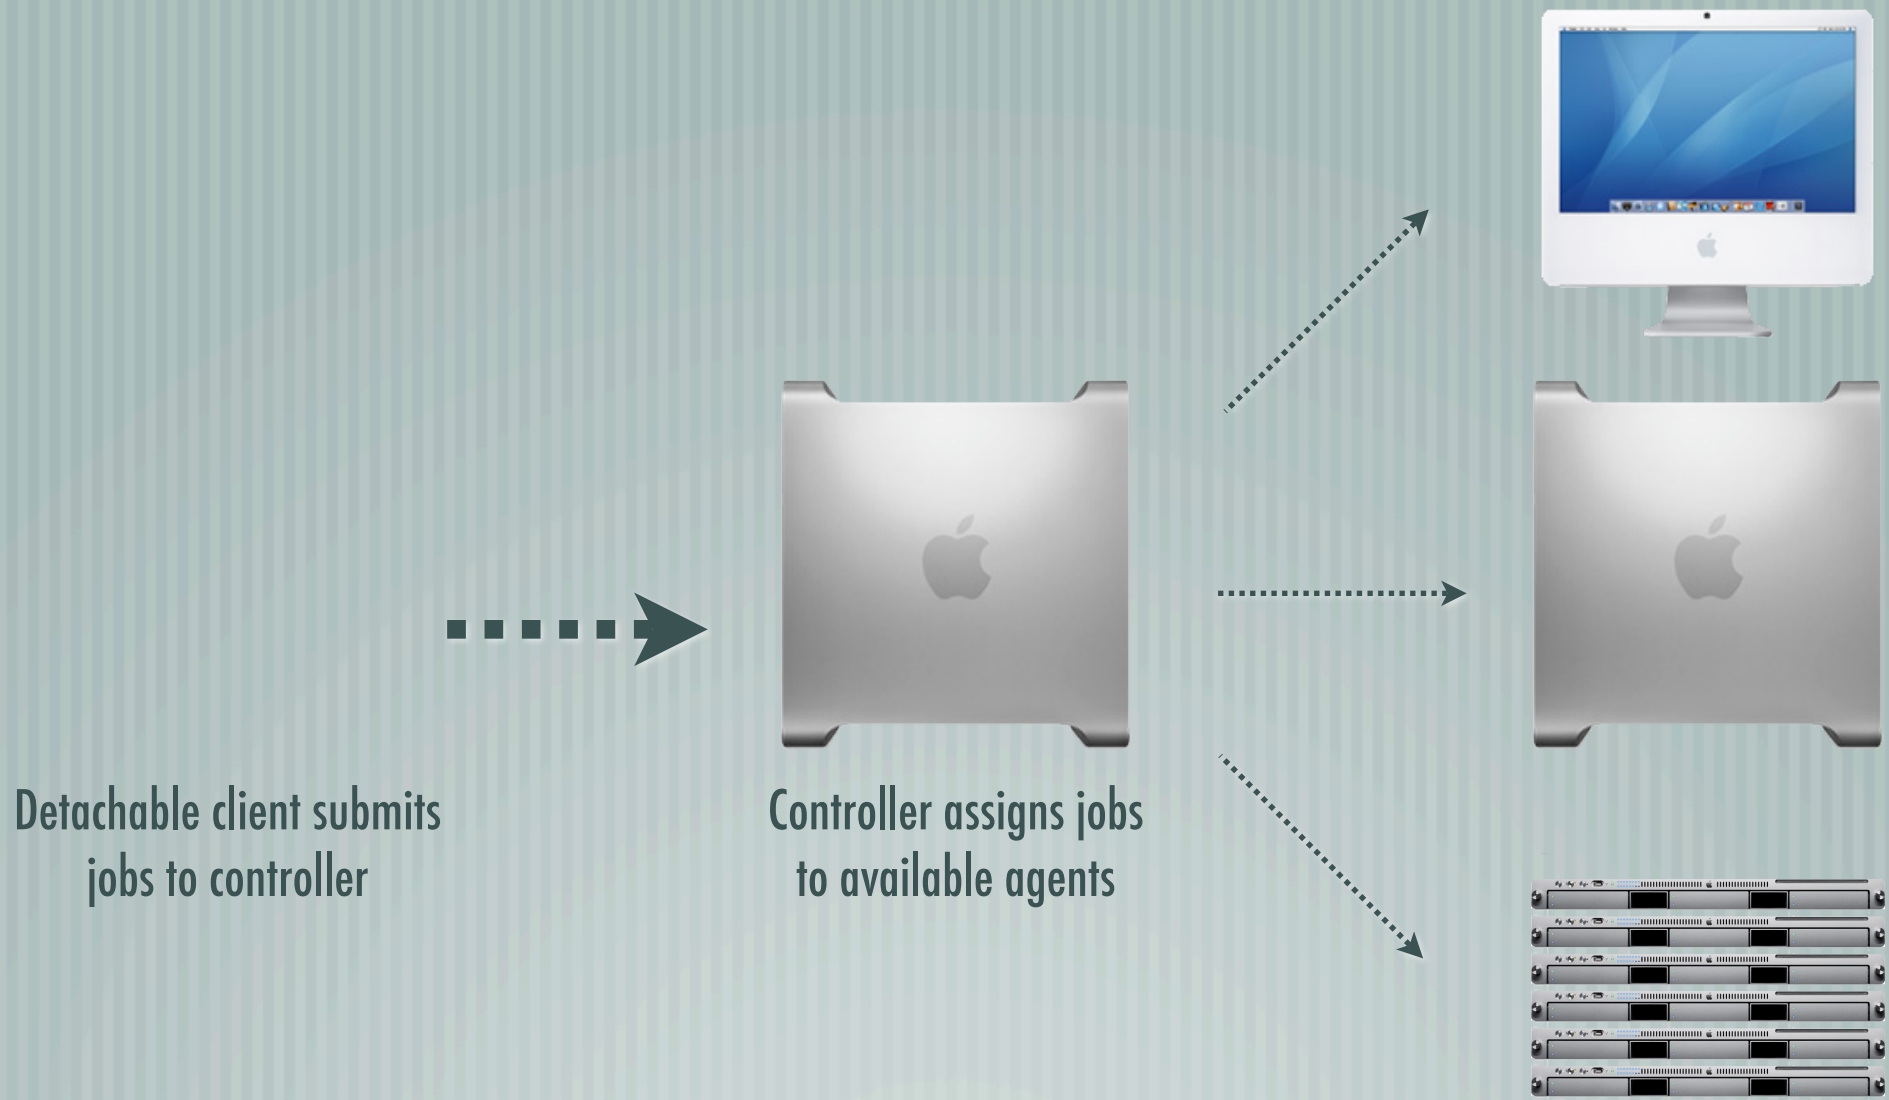 Detachable client submits
jobs to controller
Controller assigns jobs
to available agents